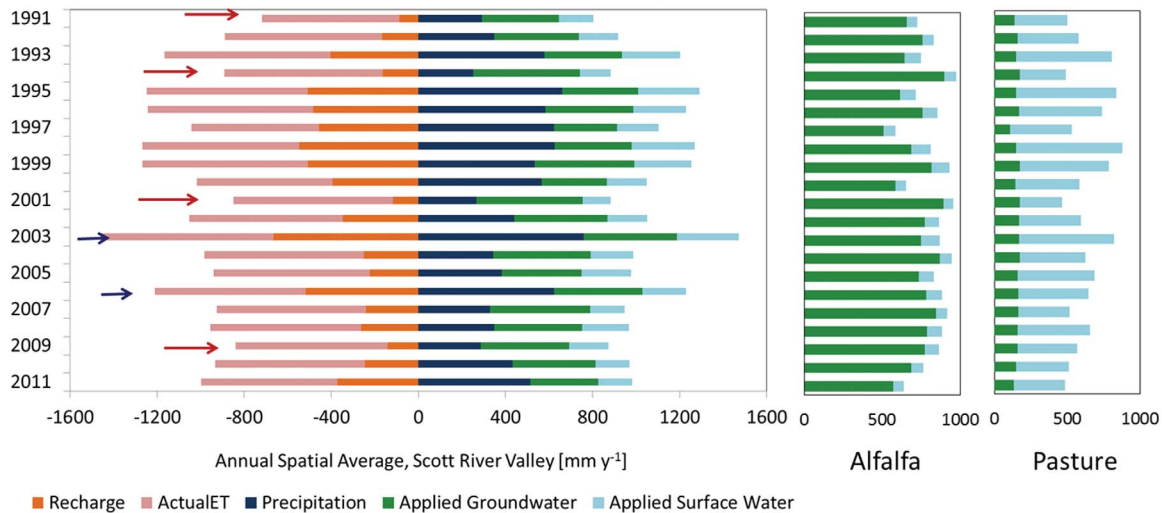 1991
1993
1995
1997
1999
2001
2003
2005
2007
2009
2011
-1600 -1200 -800 -400 0 400 800 1200 1600
0 500 1000
0 500 1000
Annual Spatial Average, Scott River Valley [mm y-1]
Alfalfa
Pasture
Recharge ActualET Precipitation Applied Groundwater Applied Surface Water